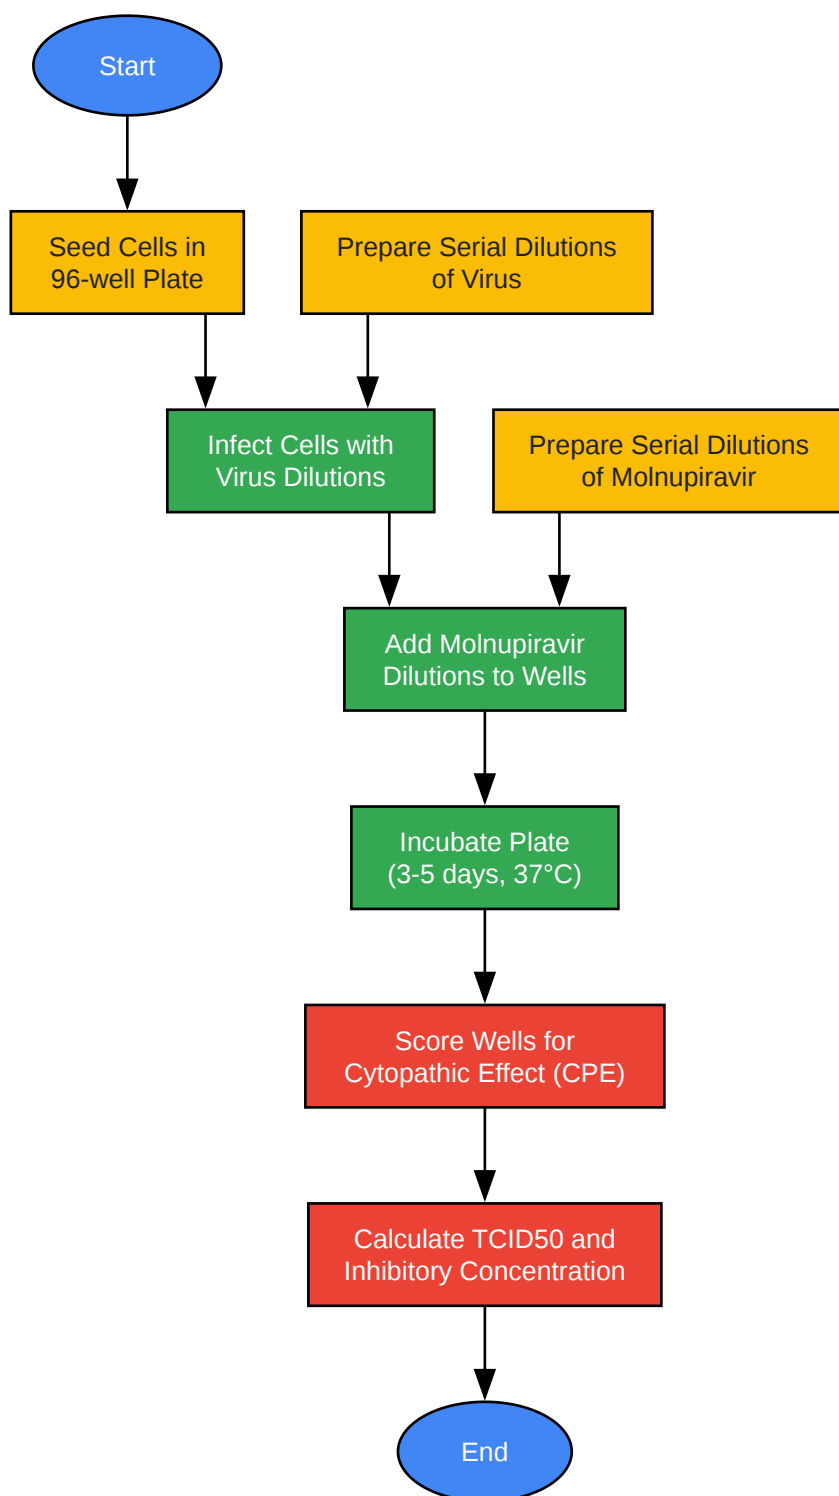 Start
Seed Cells in
96-well Plate
Prepare Serial Dilutions
of Virus
Infect Cells with
Virus Dilutions
Prepare Serial Dilutions
of Molnupiravir
Add Molnupiravir
Dilutions to Wells
Incubate Plate
(3-5 days, 37°C)
Score Wells for
Cytopathic Effect (CPE)
Calculate TCID50 and
Inhibitory Concentration
End